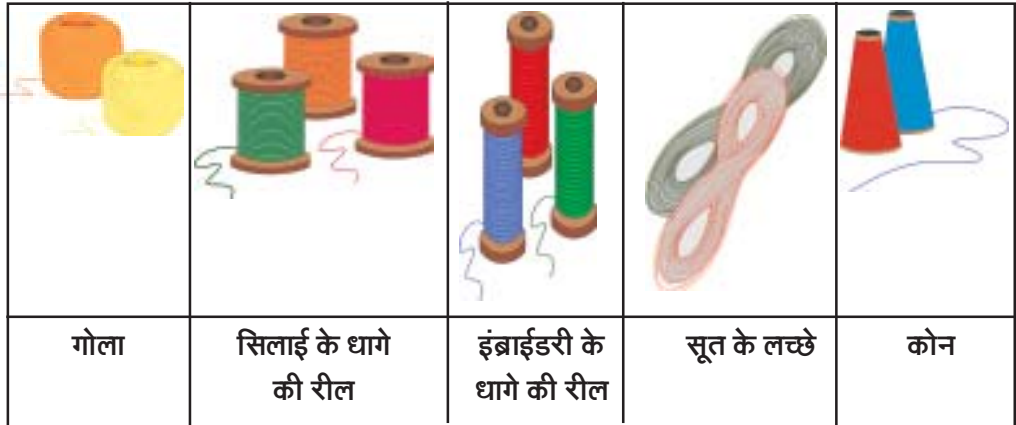 गोला
सिलाई के धागे
की रील
इंब्राईडरी के
धागे की रील
सूत के लच्छे
कोन